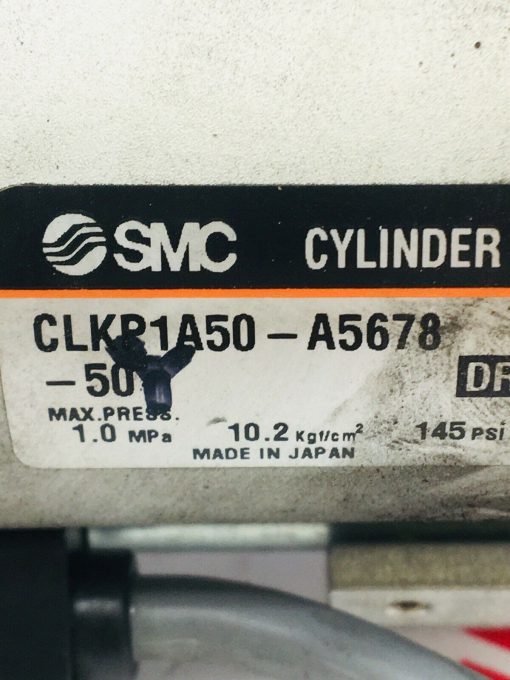 SMC CYLINDER
CLKP1A50-A5678
-50
MAX.PRESS.
1.0 MPa 10.2 Kgf/cm² 145 PSI
MADE IN JAPAN